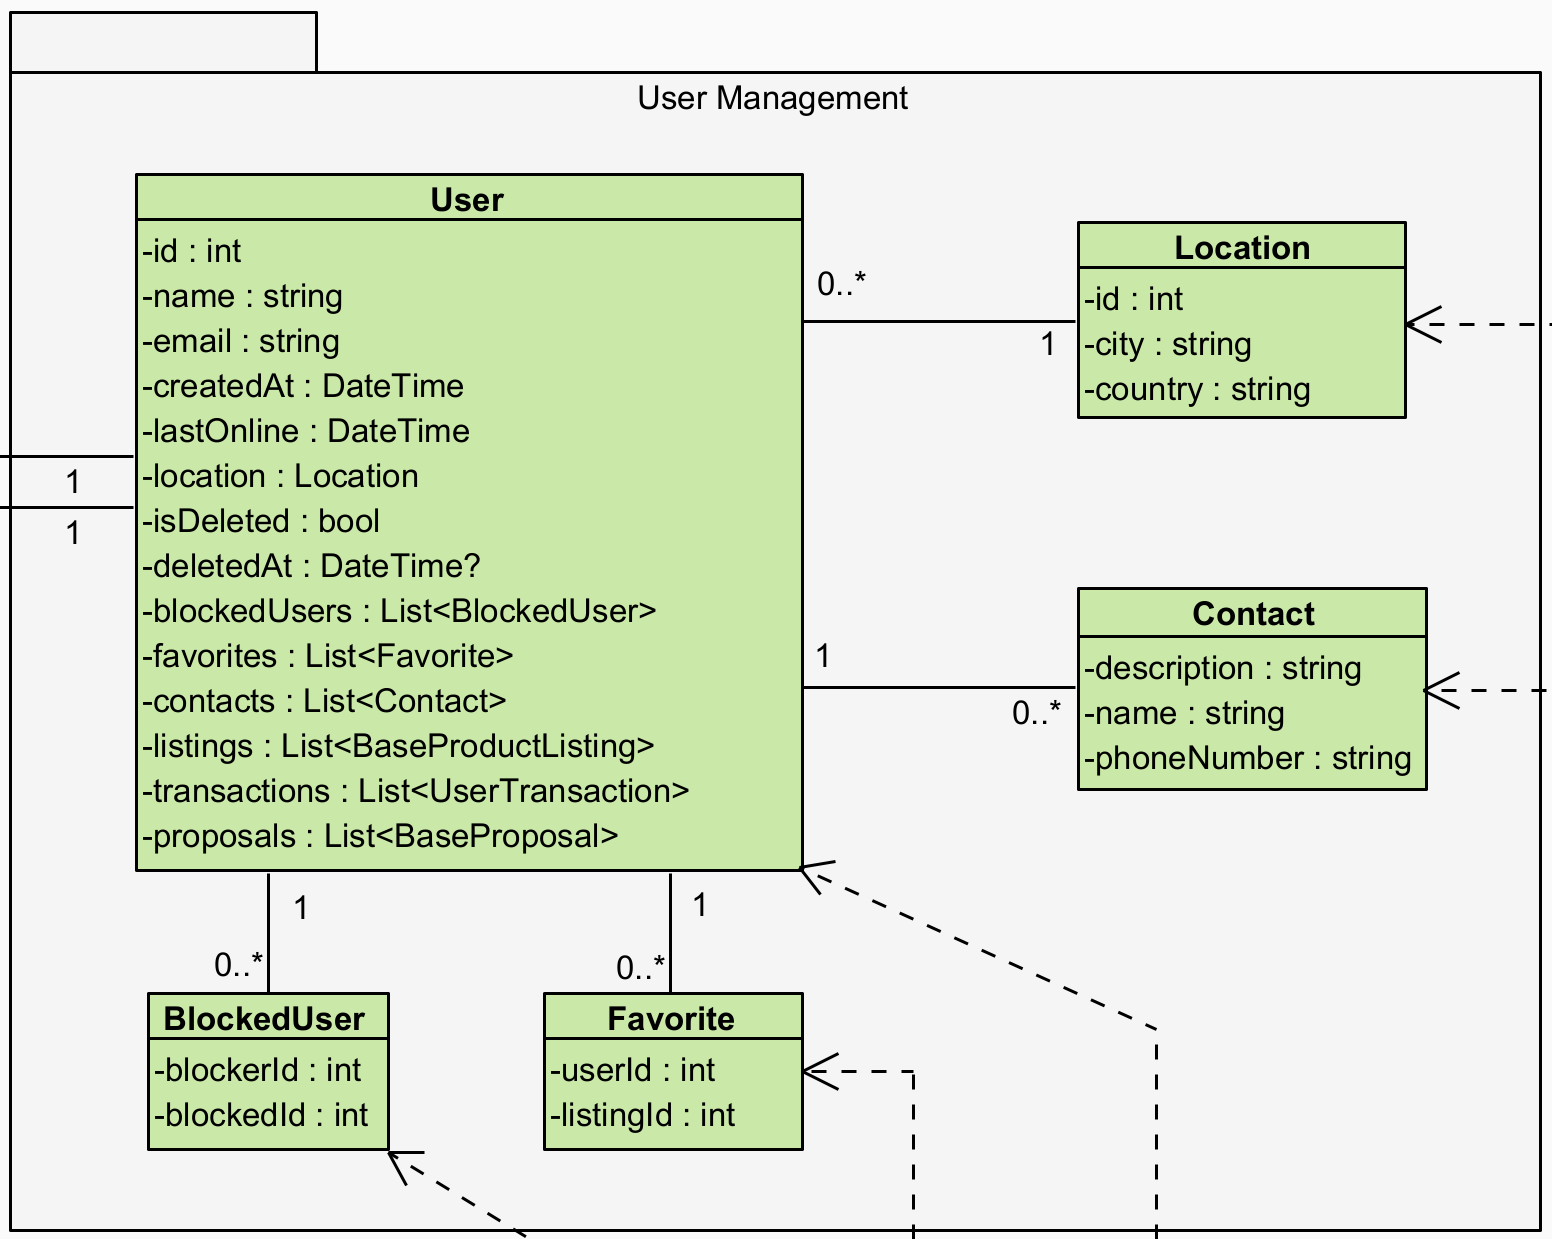 User Management
User
-id : int
-name : string
-email : string
-createdAt : DateTime
-lastOnline : DateTime
-location : Location
-isDeleted : bool
-deletedAt : DateTime?
-blockedUsers : List<BlockedUser>
-favorites : List<Favorite>
-contacts : List<Contact>
-listings : List<BaseProductListing>
-transactions : List<UserTransaction>
-proposals : List<BaseProposal>
1
1
0..*
1
Location
-id : int
-city : string
-country : string
1
0..*
Contact
-description : string
-name : string
-phoneNumber : string
1
0..*
BlockedUser
-blockerId : int
-blockedId : int
1
0..*
Favorite
-userId : int
-listingId : int